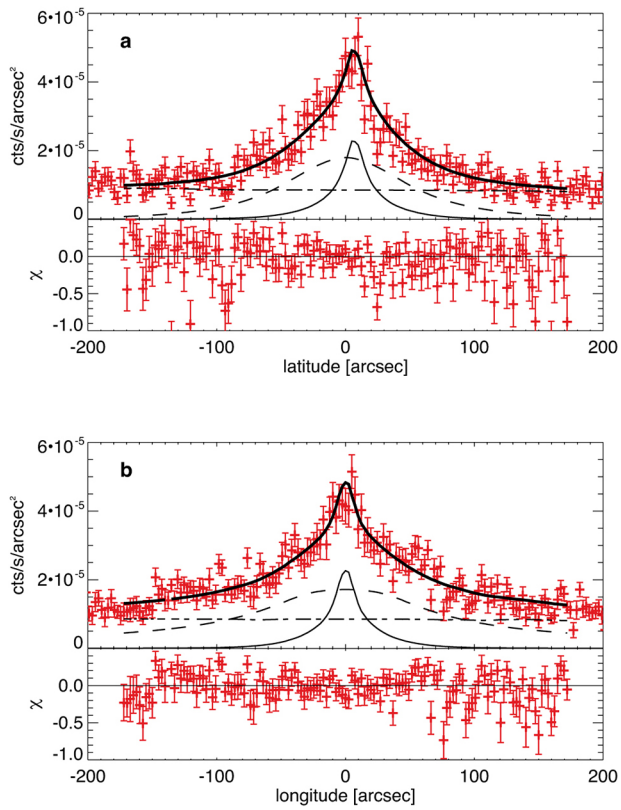 a
6•10⁻⁵
4•10⁻⁵
2•10⁻⁵
0
cts/s/arcsec²
0.0
-0.5
-1.0
χ
-200 -100 0 100 200
latitude [arcsec]
b
6•10⁻⁵
4•10⁻⁵
2•10⁻⁵
0
cts/s/arcsec²
0.0
-0.5
-1.0
χ
-200 -100 0 100 200
longitude [arcsec]